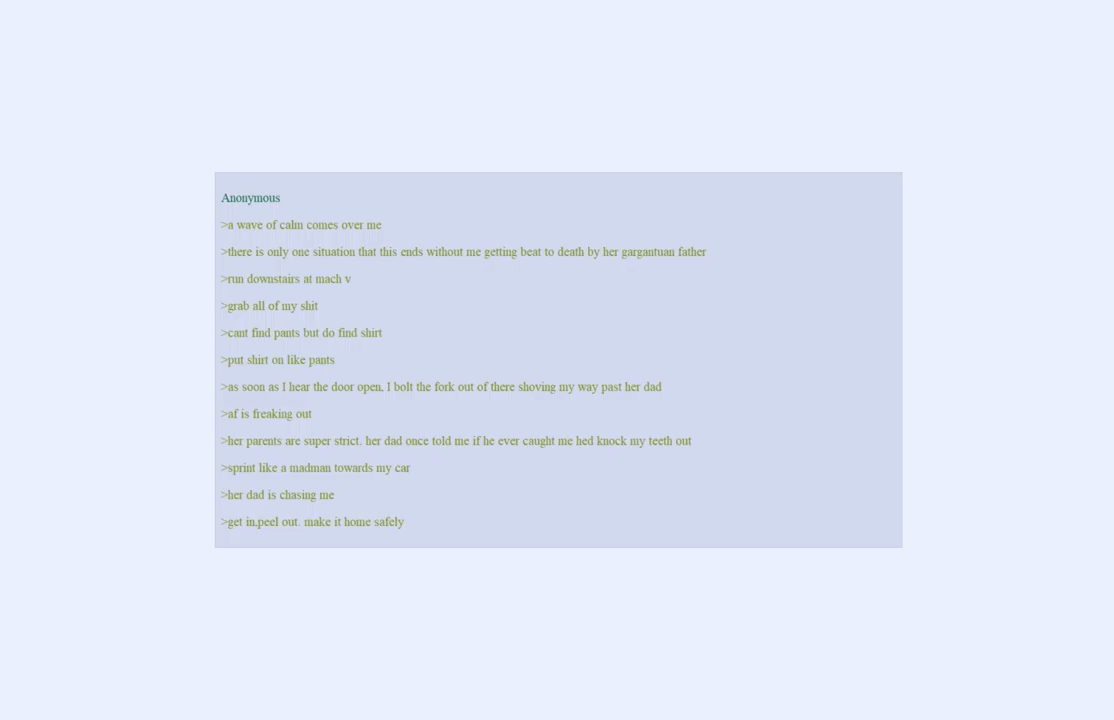 Anonymous
>a wave of calm comes over me
>there is only one situation that this ends without me getting beat to death by her gargantuan father
>run downstairs at mach v
>grab all of my shit
>cant find pants but do find shirt
>put shirt on like pants
>as soon as I hear the door open, I bolt the fork out of there shoving my way past her dad
>af is freaking out
>her parents are super strict. her dad once told me if he ever caught me hed knock my teeth out
>sprint like a madman towards my car
>her dad is chasing me
>get in,peel out. make it home safely